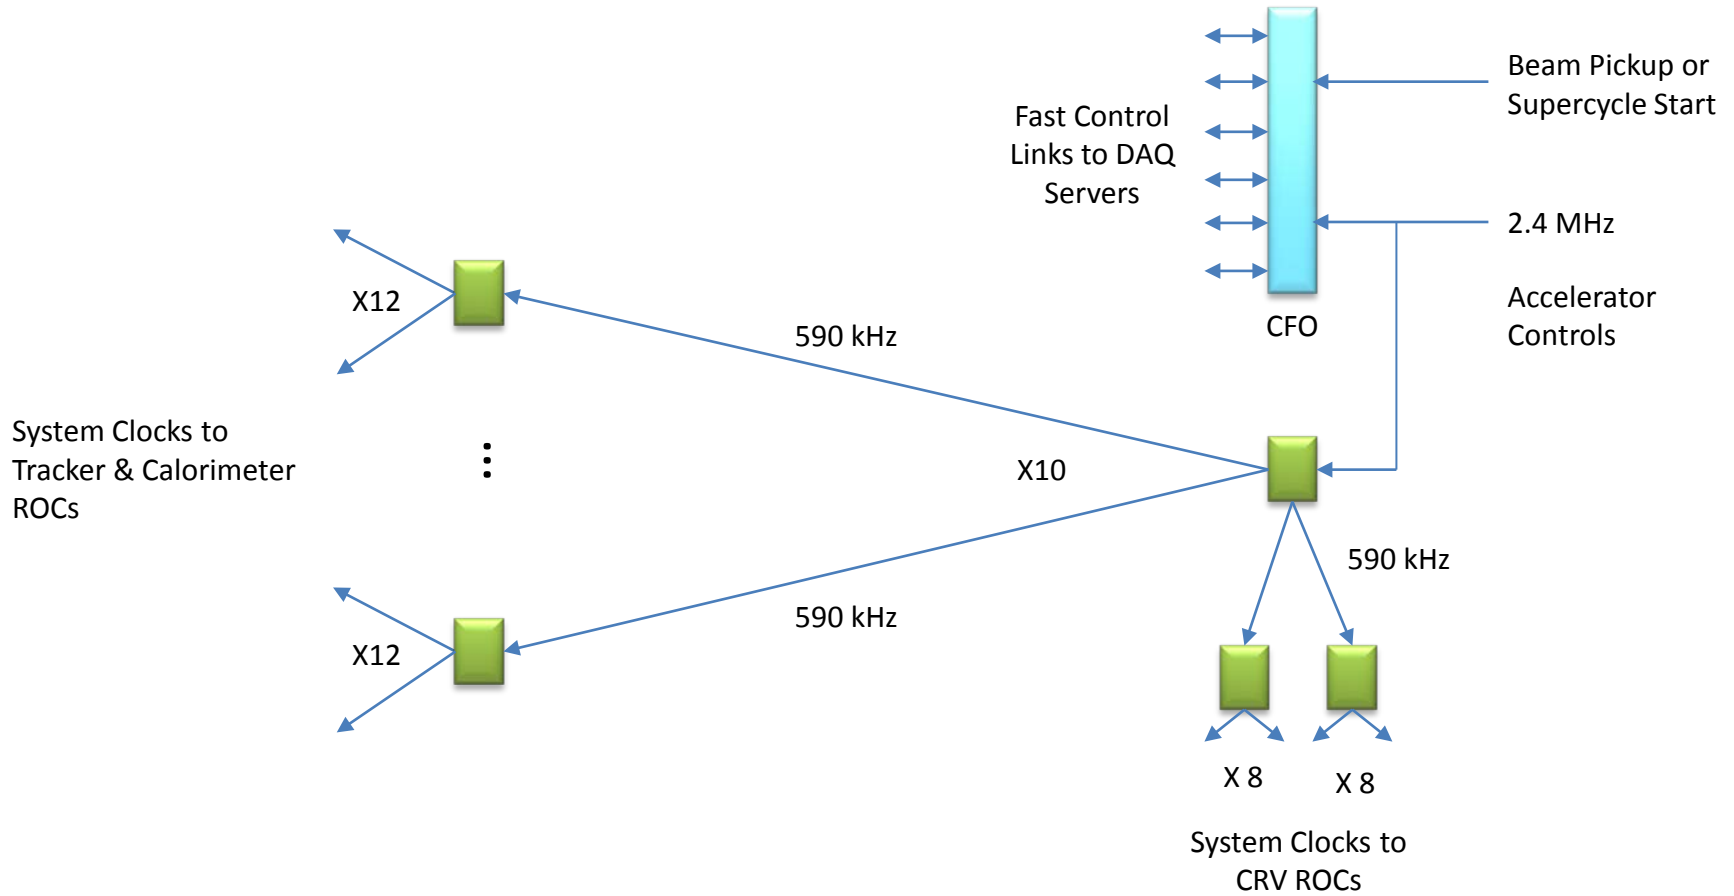 Beam Pickup or
Supercycle Start
Fast Control
Links to DAQ
Servers
2.4 MHz
Accelerator
Controls
CFO
X12
590 kHz
System Clocks to
Tracker & Calorimeter
ROCs
⋮
X10
590 kHz
590 kHz
X12
X 8
X 8
System Clocks to
CRV ROCs